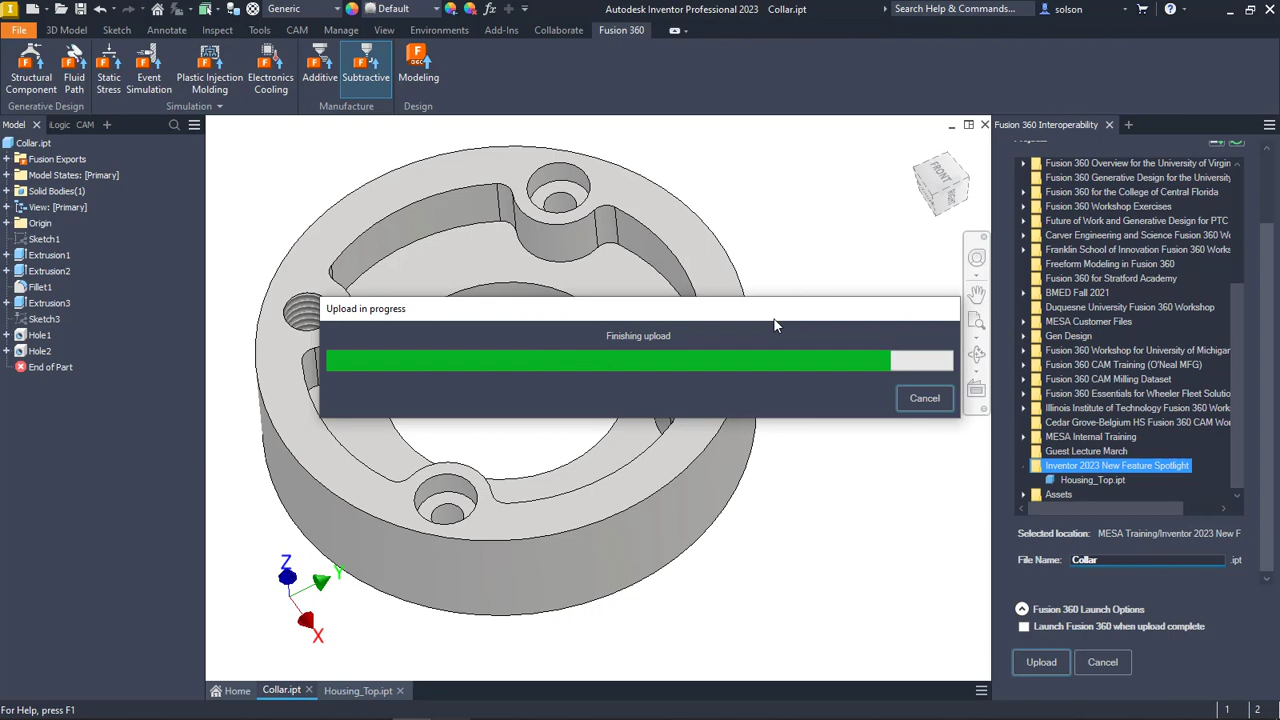 Generic
Default
Autodesk Inventor Professional 2023
Collar.ipt
Search Help & Commands...
solson
File
3D Model
Sketch
Annotate
Inspect
Tools
CAM
Manage
View
Environments
Add-Ins
Collaborate
Fusion 360
Structural Component
Fluid Path
Static Stress
Event Simulation
Plastic Injection Molding
Electronics Cooling
Additive
Subtractive
Modeling
Generative Design
Simulation
Manufacture
Design
Model
iLogic
CAM
Collar.ipt
Fusion Exports
Model States: [Primary]
Solid Bodies(1)
View: [Primary]
Origin
Sketch1
Extrusion1
Extrusion2
Fillet1
Extrusion3
Sketch3
Hole1
Hole2
End of Part
FRONT
Upload in progress
Finishing upload
Cancel
Z
Y
X
Fusion 360 Interoperability
Fusion 360 Overview for the University of Virgin
Fusion 360 Generative Design for the University
Fusion 360 for the College of Central Florida
Fusion 360 Workshop Exercises
Future of Work and Generative Design for PTC
Carver Engineering and Science Fusion 360 Wo
Franklin School of Innovation Fusion 360 Works
Freeform Modeling in Fusion 360
Fusion 360 for Stratford Academy
BMED Fall 2021
Duquesne University Fusion 360 Workshop
MESA Customer Files
Gen Design
Fusion 360 Workshop for University of Michigan
Fusion 360 CAM Training (O'Neal MFG)
Fusion 360 CAM Milling Dataset
Fusion 360 Essentials for Wheeler Fleet Solution
Illinois Institute of Technology Fusion 360 Work
Cedar Grove-Belgium HS Fusion 360 CAM Wor
MESA Internal Training
Guest Lecture March
Inventor 2023 New Feature Spotlight
Housing_Top.ipt
Assets
Selected location: MESA Training/Inventor 2023 New F
File Name: Collar .ipt
Fusion 360 Launch Options
Launch Fusion 360 when upload complete
Upload
Cancel
Home
Collar.ipt
Housing_Top.ipt
For Help, press F1
1
2